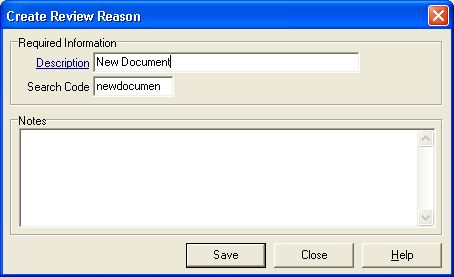 Create Review Reason
Required Information
Description New Document
Search Code newdocumen
Notes
Save Close Help